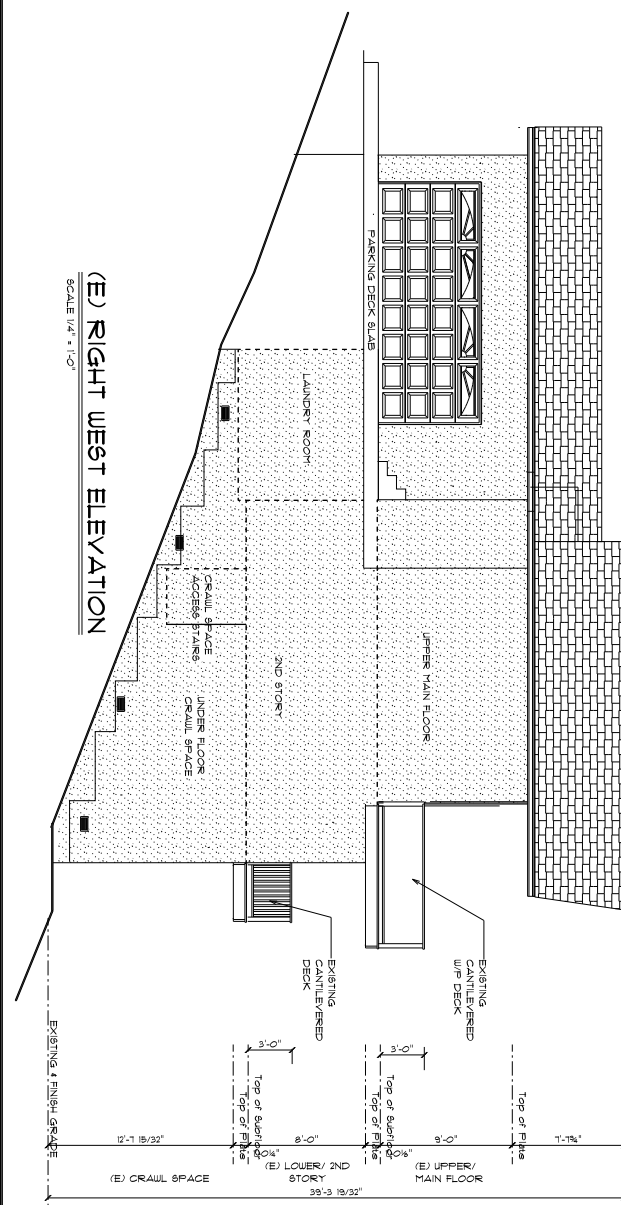 (E) RIGHT WEST ELEVATION
SCALE 1/4" = 1'-0"
PARKING DECK SLAB
LAUNDRY ROOM
CRAWL SPACE
ACCESS STAIRS
UNDER FLOOR
CRAWL SPACE
2ND STORY
UPPER MAIN FLOOR
EXISTING
CANTILEVERED
W/P DECK
EXISTING
CANTILEVERED
DECK
Top of Plate
7'-7¾"
3'-0"
9'-0"
(E) UPPER/
MAIN FLOOR
Top of Subfloor
Top of Plate
3'-0"
8'-0"
(E) LOWER/ 2ND
STORY
Top of Subfloor
Top of Plate
12'-7 15/32"
(E) CRAWL SPACE
EXISTING & FINISH GRADE
39'-3 19/32"